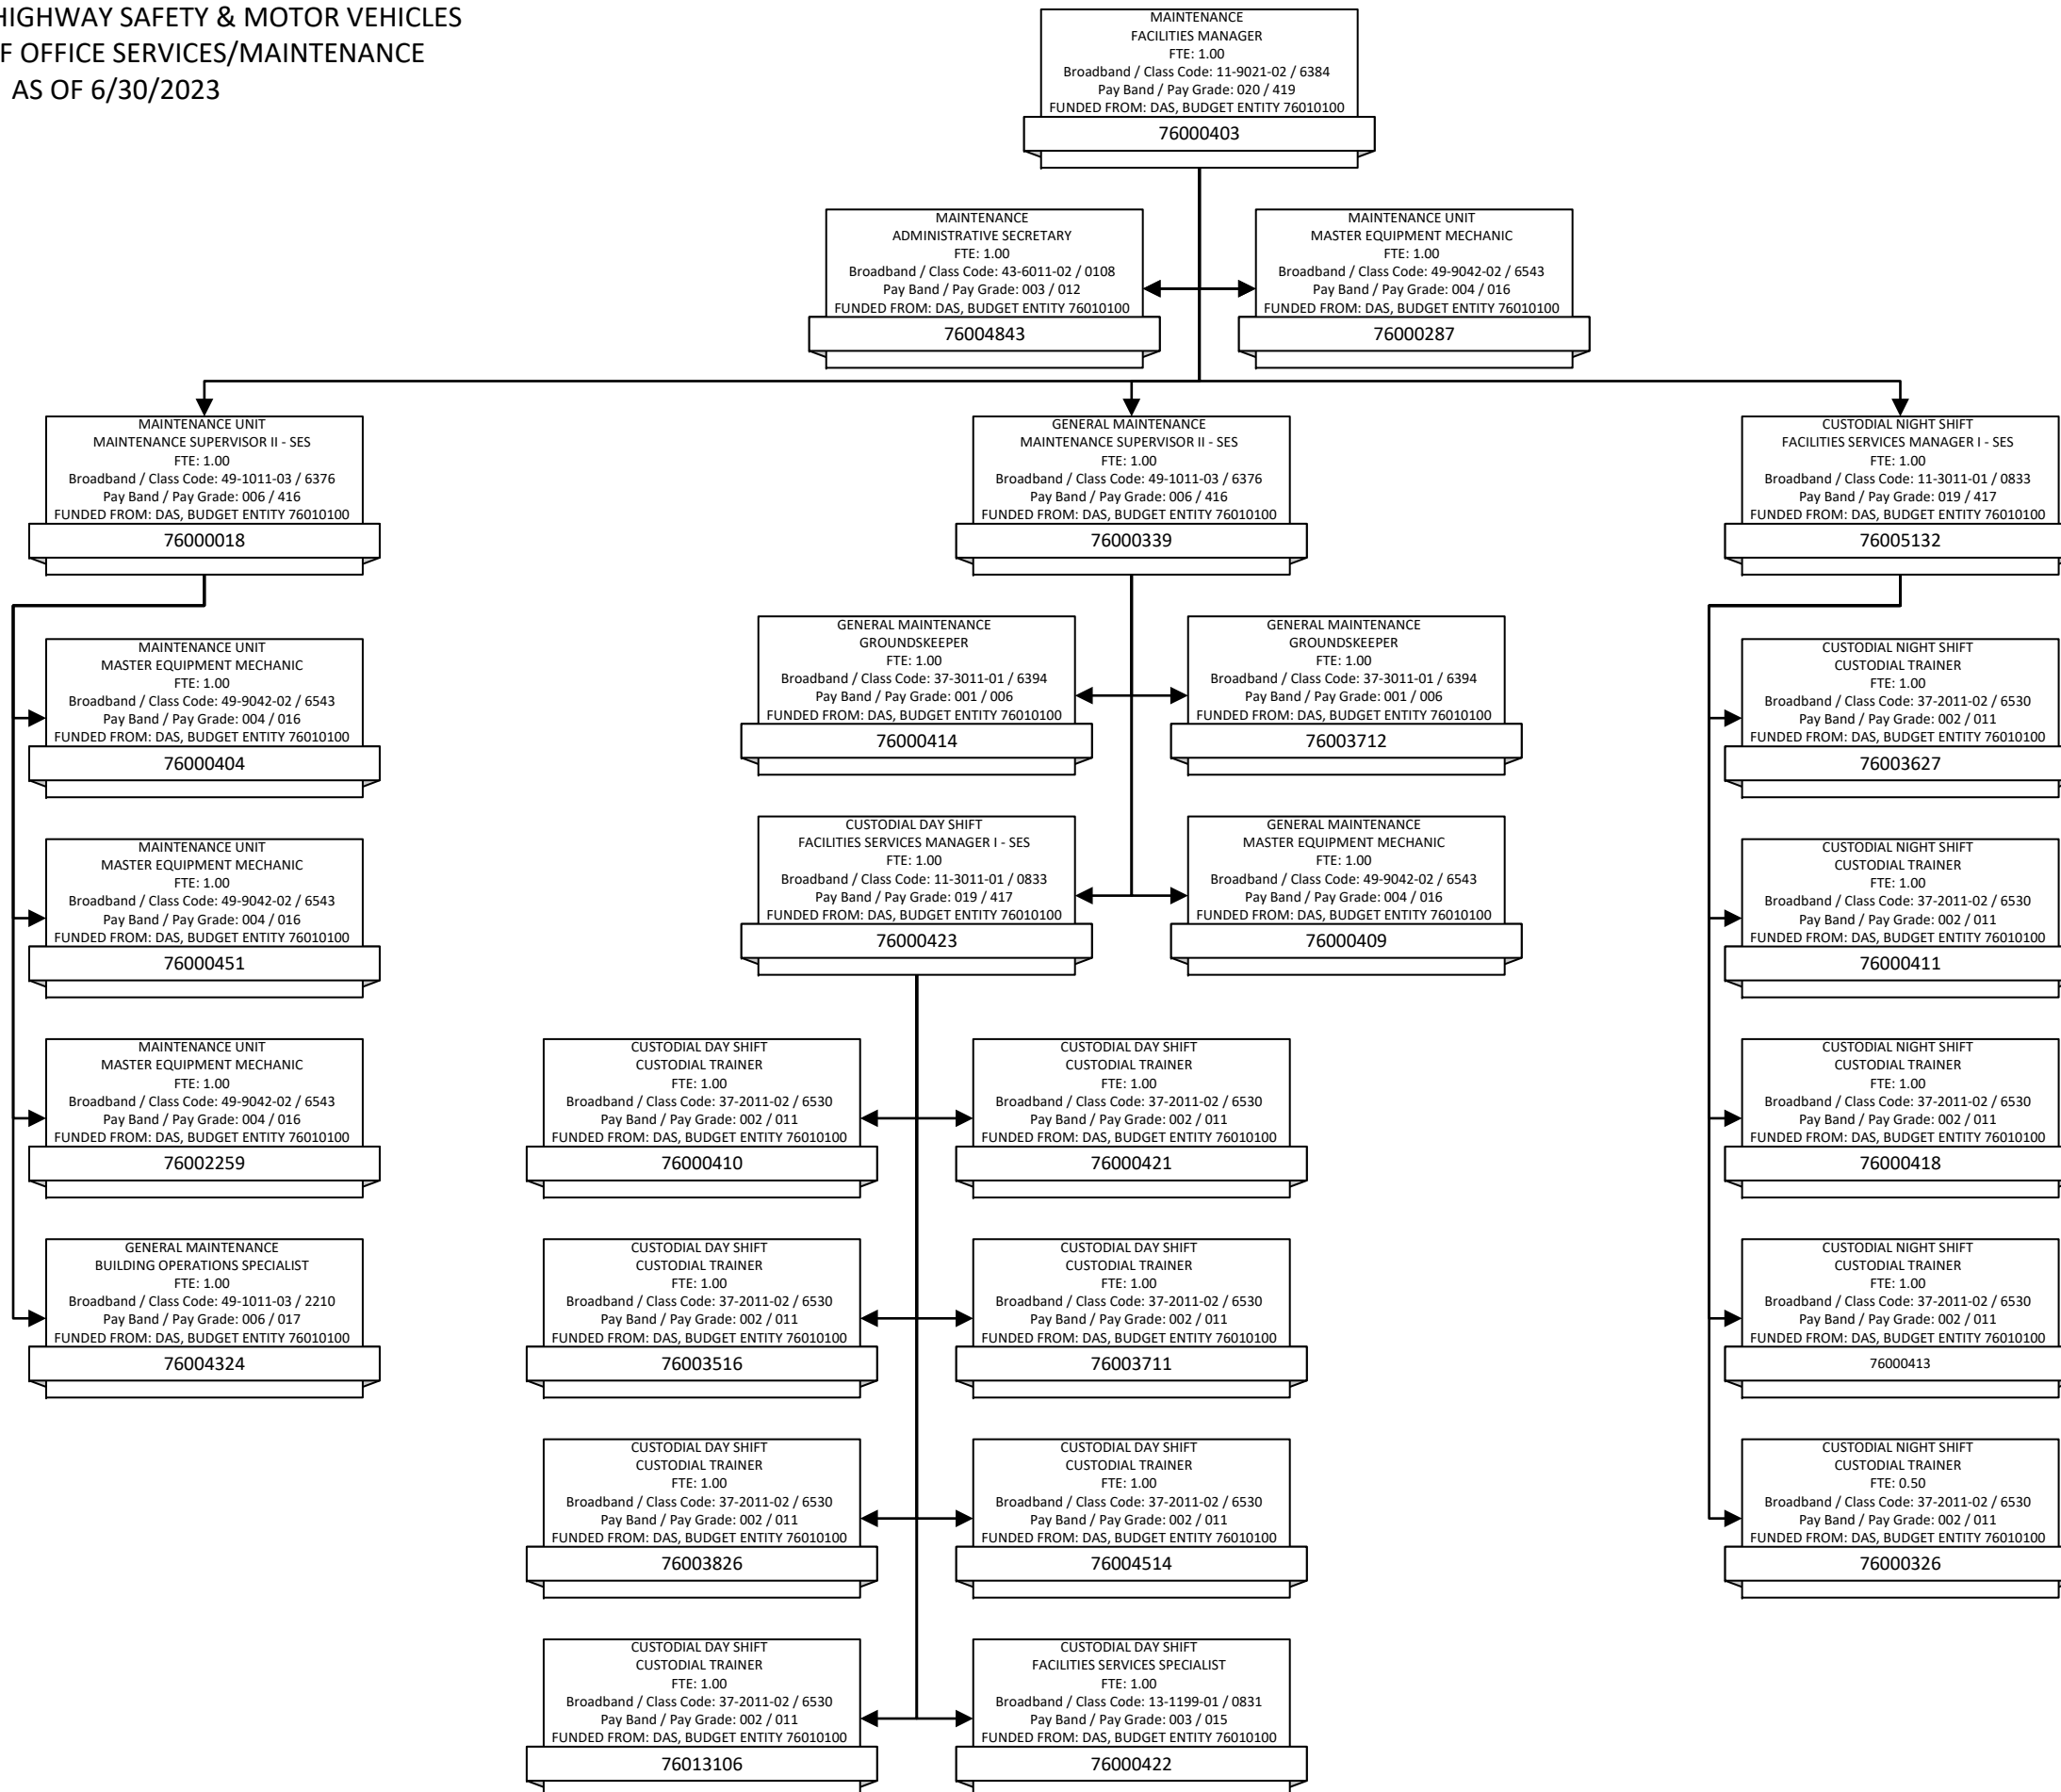 HIGHWAY SAFETY & MOTOR VEHICLES
F OFFICE SERVICES/MAINTENANCE
AS OF 6/30/2023
MAINTENANCE
FACILITIES MANAGER
FTE: 1.00
Broadband / Class Code: 11-9021-02 / 6384
Pay Band / Pay Grade: 020 / 419
FUNDED FROM: DAS, BUDGET ENTITY 76010100
76000403
MAINTENANCE
ADMINISTRATIVE SECRETARY
FTE: 1.00
Broadband / Class Code: 43-6011-02 / 0108
Pay Band / Pay Grade: 003 / 012
FUNDED FROM: DAS, BUDGET ENTITY 76010100
76004843
MAINTENANCE UNIT
MASTER EQUIPMENT MECHANIC
FTE: 1.00
Broadband / Class Code: 49-9042-02 / 6543
Pay Band / Pay Grade: 004 / 016
FUNDED FROM: DAS, BUDGET ENTITY 76010100
76000287
MAINTENANCE UNIT
MAINTENANCE SUPERVISOR II - SES
FTE: 1.00
Broadband / Class Code: 49-1011-03 / 6376
Pay Band / Pay Grade: 006 / 416
FUNDED FROM: DAS, BUDGET ENTITY 76010100
76000018
GENERAL MAINTENANCE
MAINTENANCE SUPERVISOR II - SES
FTE: 1.00
Broadband / Class Code: 49-1011-03 / 6376
Pay Band / Pay Grade: 006 / 416
FUNDED FROM: DAS, BUDGET ENTITY 76010100
76000339
CUSTODIAL NIGHT SHIFT
FACILITIES SERVICES MANAGER I - SES
FTE: 1.00
Broadband / Class Code: 11-3011-01 / 0833
Pay Band / Pay Grade: 019 / 417
FUNDED FROM: DAS, BUDGET ENTITY 76010100
76005132
MAINTENANCE UNIT
MASTER EQUIPMENT MECHANIC
FTE: 1.00
Broadband / Class Code: 49-9042-02 / 6543
Pay Band / Pay Grade: 004 / 016
FUNDED FROM: DAS, BUDGET ENTITY 76010100
76000404
GENERAL MAINTENANCE
GROUNDSKEEPER
FTE: 1.00
Broadband / Class Code: 37-3011-01 / 6394
Pay Band / Pay Grade: 001 / 006
FUNDED FROM: DAS, BUDGET ENTITY 76010100
76000414
GENERAL MAINTENANCE
GROUNDSKEEPER
FTE: 1.00
Broadband / Class Code: 37-3011-01 / 6394
Pay Band / Pay Grade: 001 / 006
FUNDED FROM: DAS, BUDGET ENTITY 76010100
76003712
CUSTODIAL NIGHT SHIFT
CUSTODIAL TRAINER
FTE: 1.00
Broadband / Class Code: 37-2011-02 / 6530
Pay Band / Pay Grade: 002 / 011
FUNDED FROM: DAS, BUDGET ENTITY 76010100
76003627
MAINTENANCE UNIT
MASTER EQUIPMENT MECHANIC
FTE: 1.00
Broadband / Class Code: 49-9042-02 / 6543
Pay Band / Pay Grade: 004 / 016
FUNDED FROM: DAS, BUDGET ENTITY 76010100
76000451
CUSTODIAL DAY SHIFT
FACILITIES SERVICES MANAGER I - SES
FTE: 1.00
Broadband / Class Code: 11-3011-01 / 0833
Pay Band / Pay Grade: 019 / 417
FUNDED FROM: DAS, BUDGET ENTITY 76010100
76000423
GENERAL MAINTENANCE
MASTER EQUIPMENT MECHANIC
FTE: 1.00
Broadband / Class Code: 49-9042-02 / 6543
Pay Band / Pay Grade: 004 / 016
FUNDED FROM: DAS, BUDGET ENTITY 76010100
76000409
CUSTODIAL NIGHT SHIFT
CUSTODIAL TRAINER
FTE: 1.00
Broadband / Class Code: 37-2011-02 / 6530
Pay Band / Pay Grade: 002 / 011
FUNDED FROM: DAS, BUDGET ENTITY 76010100
76000411
MAINTENANCE UNIT
MASTER EQUIPMENT MECHANIC
FTE: 1.00
Broadband / Class Code: 49-9042-02 / 6543
Pay Band / Pay Grade: 004 / 016
FUNDED FROM: DAS, BUDGET ENTITY 76010100
76002259
CUSTODIAL DAY SHIFT
CUSTODIAL TRAINER
FTE: 1.00
Broadband / Class Code: 37-2011-02 / 6530
Pay Band / Pay Grade: 002 / 011
FUNDED FROM: DAS, BUDGET ENTITY 76010100
76000410
CUSTODIAL DAY SHIFT
CUSTODIAL TRAINER
FTE: 1.00
Broadband / Class Code: 37-2011-02 / 6530
Pay Band / Pay Grade: 002 / 011
FUNDED FROM: DAS, BUDGET ENTITY 76010100
76000421
CUSTODIAL NIGHT SHIFT
CUSTODIAL TRAINER
FTE: 1.00
Broadband / Class Code: 37-2011-02 / 6530
Pay Band / Pay Grade: 002 / 011
FUNDED FROM: DAS, BUDGET ENTITY 76010100
76000418
GENERAL MAINTENANCE
BUILDING OPERATIONS SPECIALIST
FTE: 1.00
Broadband / Class Code: 49-1011-03 / 2210
Pay Band / Pay Grade: 006 / 017
FUNDED FROM: DAS, BUDGET ENTITY 76010100
76004324
CUSTODIAL DAY SHIFT
CUSTODIAL TRAINER
FTE: 1.00
Broadband / Class Code: 37-2011-02 / 6530
Pay Band / Pay Grade: 002 / 011
FUNDED FROM: DAS, BUDGET ENTITY 76010100
76003516
CUSTODIAL DAY SHIFT
CUSTODIAL TRAINER
FTE: 1.00
Broadband / Class Code: 37-2011-02 / 6530
Pay Band / Pay Grade: 002 / 011
FUNDED FROM: DAS, BUDGET ENTITY 76010100
76003711
CUSTODIAL NIGHT SHIFT
CUSTODIAL TRAINER
FTE: 1.00
Broadband / Class Code: 37-2011-02 / 6530
Pay Band / Pay Grade: 002 / 011
FUNDED FROM: DAS, BUDGET ENTITY 76010100
76000413
CUSTODIAL DAY SHIFT
CUSTODIAL TRAINER
FTE: 1.00
Broadband / Class Code: 37-2011-02 / 6530
Pay Band / Pay Grade: 002 / 011
FUNDED FROM: DAS, BUDGET ENTITY 76010100
76003826
CUSTODIAL DAY SHIFT
CUSTODIAL TRAINER
FTE: 1.00
Broadband / Class Code: 37-2011-02 / 6530
Pay Band / Pay Grade: 002 / 011
FUNDED FROM: DAS, BUDGET ENTITY 76010100
76004514
CUSTODIAL NIGHT SHIFT
CUSTODIAL TRAINER
FTE: 0.50
Broadband / Class Code: 37-2011-02 / 6530
Pay Band / Pay Grade: 002 / 011
FUNDED FROM: DAS, BUDGET ENTITY 76010100
76000326
CUSTODIAL DAY SHIFT
CUSTODIAL TRAINER
FTE: 1.00
Broadband / Class Code: 37-2011-02 / 6530
Pay Band / Pay Grade: 002 / 011
FUNDED FROM: DAS, BUDGET ENTITY 76010100
76013106
CUSTODIAL DAY SHIFT
FACILITIES SERVICES SPECIALIST
FTE: 1.00
Broadband / Class Code: 13-1199-01 / 0831
Pay Band / Pay Grade: 003 / 015
FUNDED FROM: DAS, BUDGET ENTITY 76010100
76000422